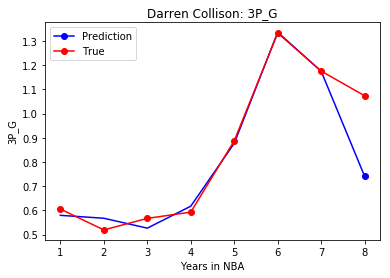 Darren Collison: 3P_G
Prediction
True
1.3
1.2
1.1
1.0
0.9
0.8
0.7
0.6
0.5
3P_G
1 2 3 4 5 6 7 8
Years in NBA